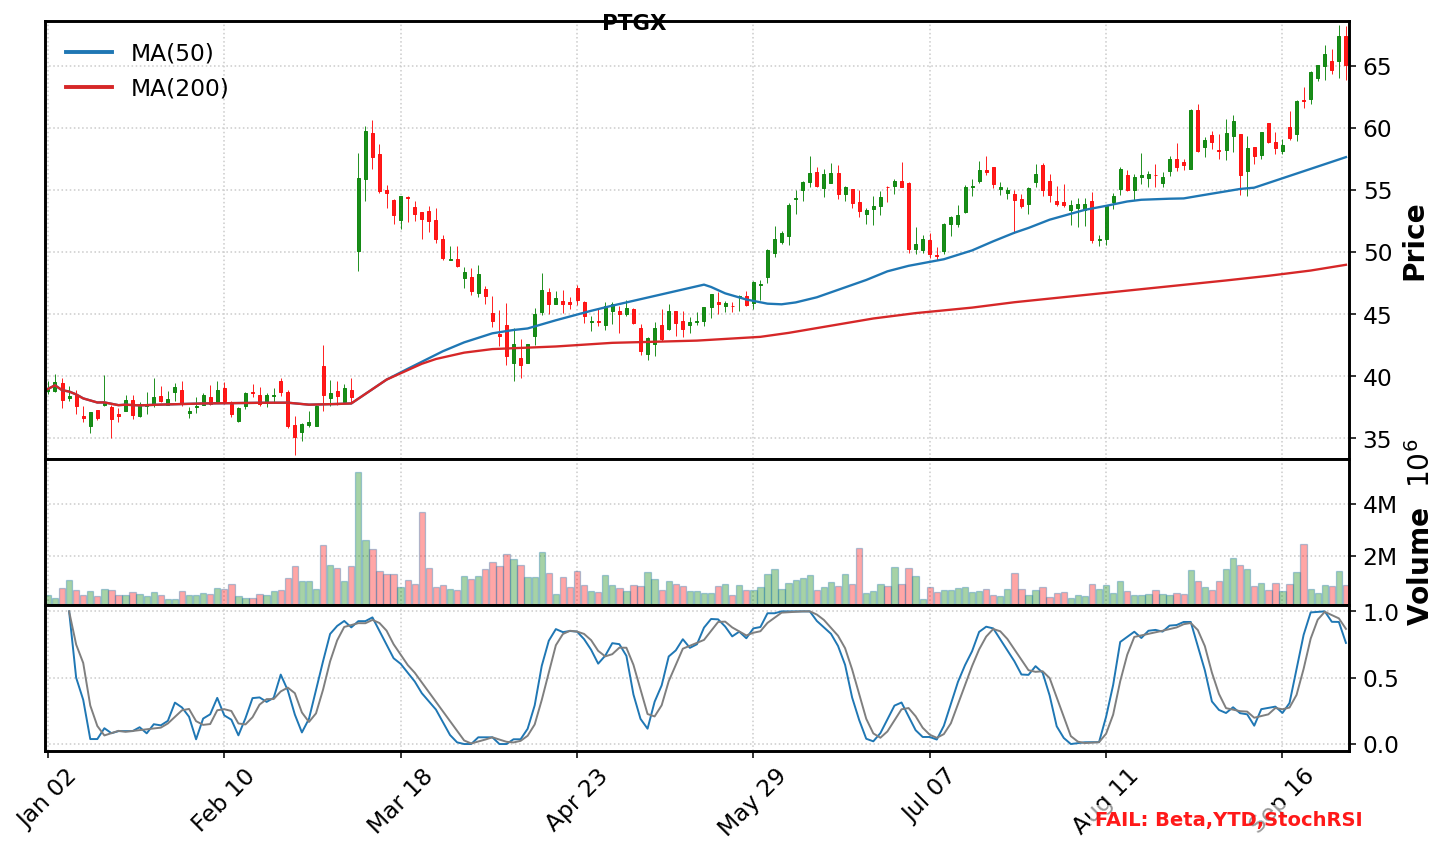 PTGX
MA(50)
MA(200)
65
60
55
50
45
40
35
Price
4M
2M
Volume 10⁶
1.0
0.5
0.0
Jan 02
Feb 10
Mar 18
Apr 23
May 29
Jul 07
Aug 11
Sep 16
FAIL: Beta,YTD,StochRSI